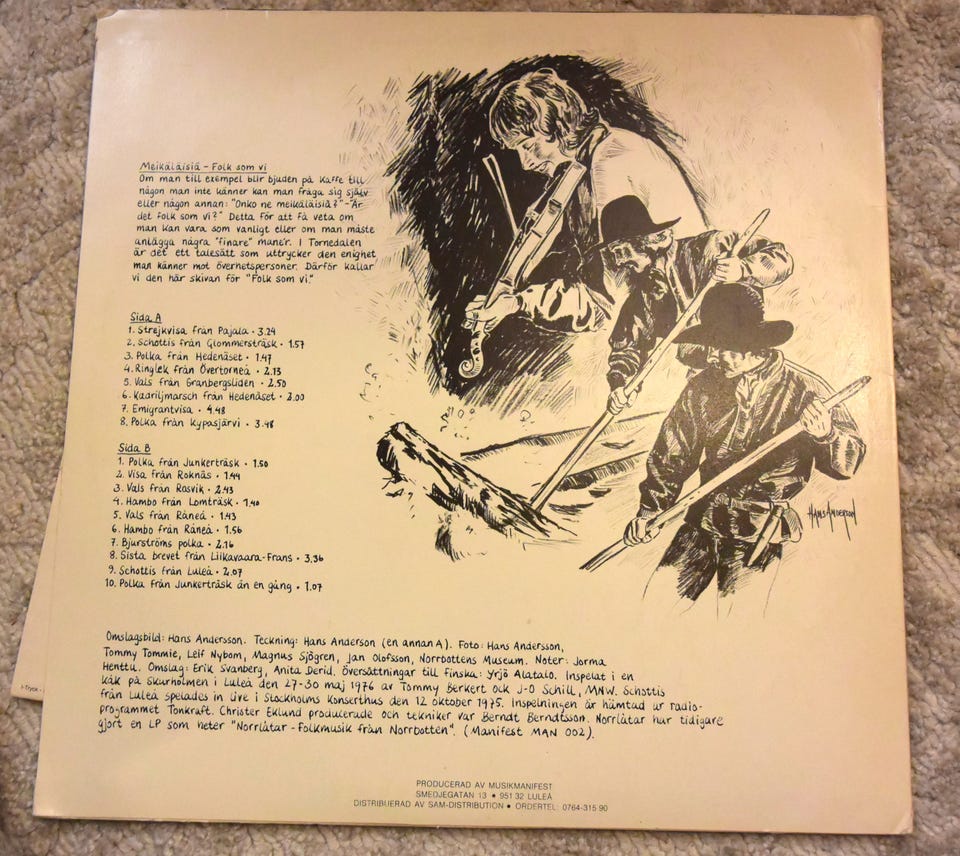 Meikäläisiä - Folk som vi
Om man till exempel blir bjuden på kaffe till
någon man inte känner kan man fråga sig själv
eller någon annan: "Onko ne meikäläisiä?" - "Är
det folk som vi?" Detta för att få veta om
man kan vara som vanligt eller om man måste
anlägga några "finare" manér. I Tornedalen
är det ett talesätt som uttrycker den enighet
man känner mot överhetspersoner. Därför kallar
vi den här skivan för "Folk som vi."
Sida A
1. Strejkvisa från Pajala • 3.24
2. Schottis från Glommersträsk • 1.57
3. Polka från Hedenäset • 1.47
4. Ringlek från Övertorneå • 2.13
5. Vals från Granbergsliden • 2.50
6. Kaariljmarsch från Hedenäset • 2.00
7. Emigrantvisa • 4.48
8. Polka från Kypasjärvi • 3.48
Sida B
1. Polka från Junkerträsk • 1.50
2. Visa från Roknäs • 1.44
3. Vals från Rosvik • 2.43
4. Hambo från Lomträsk • 1.40
5. Vals från Råneå • 1.43
6. Hambo från Råneå • 1.56
7. Bjurströms polka • 2.16
8. Sista brevet från Liikavaara-Frans • 3.36
9. Schottis från Luleå • 2.07
10. Polka från Junkerträsk än en gång • 1.07
HANS ANDERSON
Omslagsbild: Hans Andersson. Teckning: Hans Anderson (en annan A). Foto: Hans Andersson,
Tommy Tommie, Leif Nybom, Magnus Sjögren, Jan Olofsson, Norrbottens Museum. Noter: Jorma
Henttu. Omslag: Erik Svanberg, Anita Derid. Översättningar till finska: Yrjö Alatalo. Inspelat i en
kåk på Skurholmen i Luleå den 27-30 maj 1976 av Tommy Berkert ock J-O Schill, MNW. Schottis
från Luleå spelades in live i Stockholms Konserthus den 12 oktober 1975. Inspelningen är hämtad ur radio-
programmet Tonkraft. Christer Eklund producerade och tekniker var Berndt Berndtsson. Norrlåtar har tidigare
gjort en LP som heter "Norrlåtar - Folkmusik från Norrbotten". (Manifest MAN 002).
PRODUCERAD AV MUSIKMANIFEST
SMEDJEGATAN 13 • 951 32 LULEÅ
DISTRIBUERAD AV SAM-DISTRIBUTION • ORDERTEL: 0764-315 90